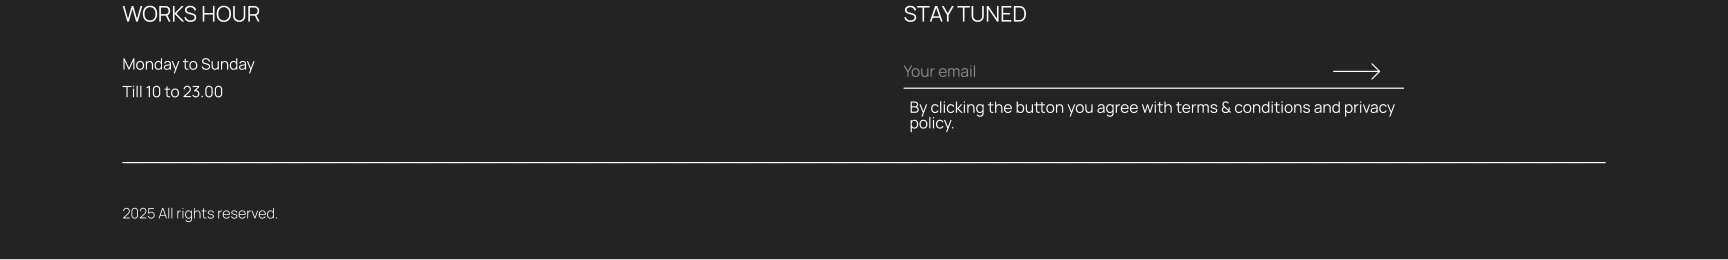 WORKS HOUR
Monday to Sunday
Till 10 to 23.00
STAY TUNED
Your email
By clicking the button you agree with terms & conditions and privacy
policy.
2025 All rights reserved.